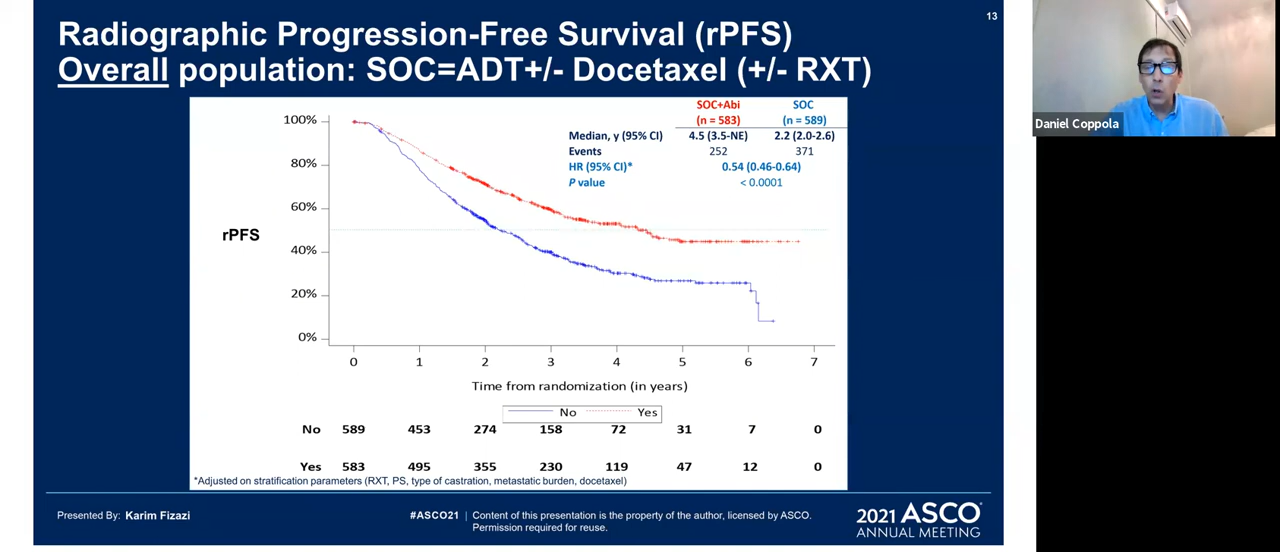 13
Radiographic Progression-Free Survival (rPFS)
Overall population: SOC=ADT+/- Docetaxel (+/- RXT)
Daniel Coppola
SOC+Abi SOC
(n = 583) (n = 589)
Median, y (95% CI) 4.5 (3.5-NE) 2.2 (2.0-2.6)
Events 252 371
HR (95% CI)* 0.54 (0.46-0.64)
P value < 0.0001
100%
80%
60%
rPFS
40%
20%
0%
0 1 2 3 4 5 6 7
Time from randomization (in years)
No Yes
No 589 453 274 158 72 31 7 0
Yes 583 495 355 230 119 47 12 0
*Adjusted on stratification parameters (RXT, PS, type of castration, metastatic burden, docetaxel)
Presented By: Karim Fizazi
#ASCO21 | Content of this presentation is the property of the author, licensed by ASCO.
Permission required for reuse.
2021 ASCO
ANNUAL MEETING